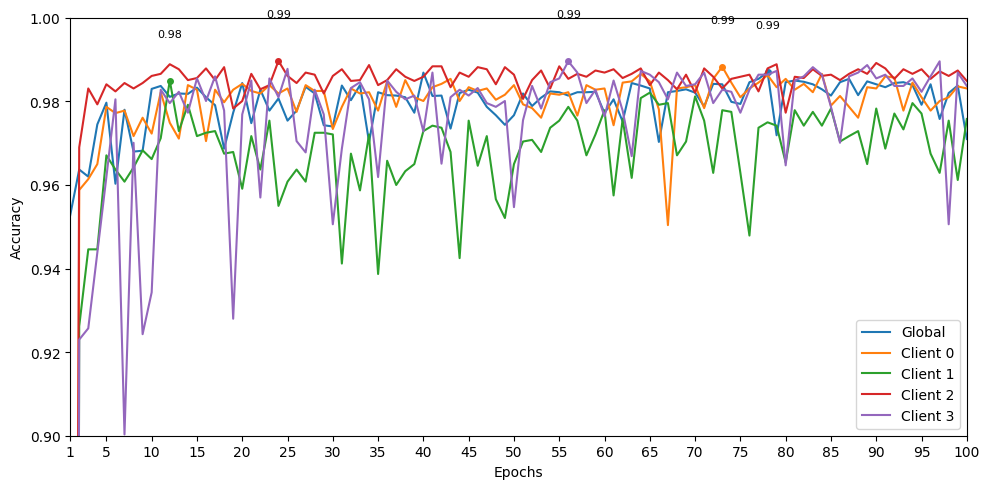 0.99
0.99
0.99
0.99
0.98
1.00
0.98
0.96
0.94
0.92
0.90
Accuracy
Global
Client 0
Client 1
Client 2
Client 3
1 5 10 15 20 25 30 35 40 45 50 55 60 65 70 75 80 85 90 95 100
Epochs